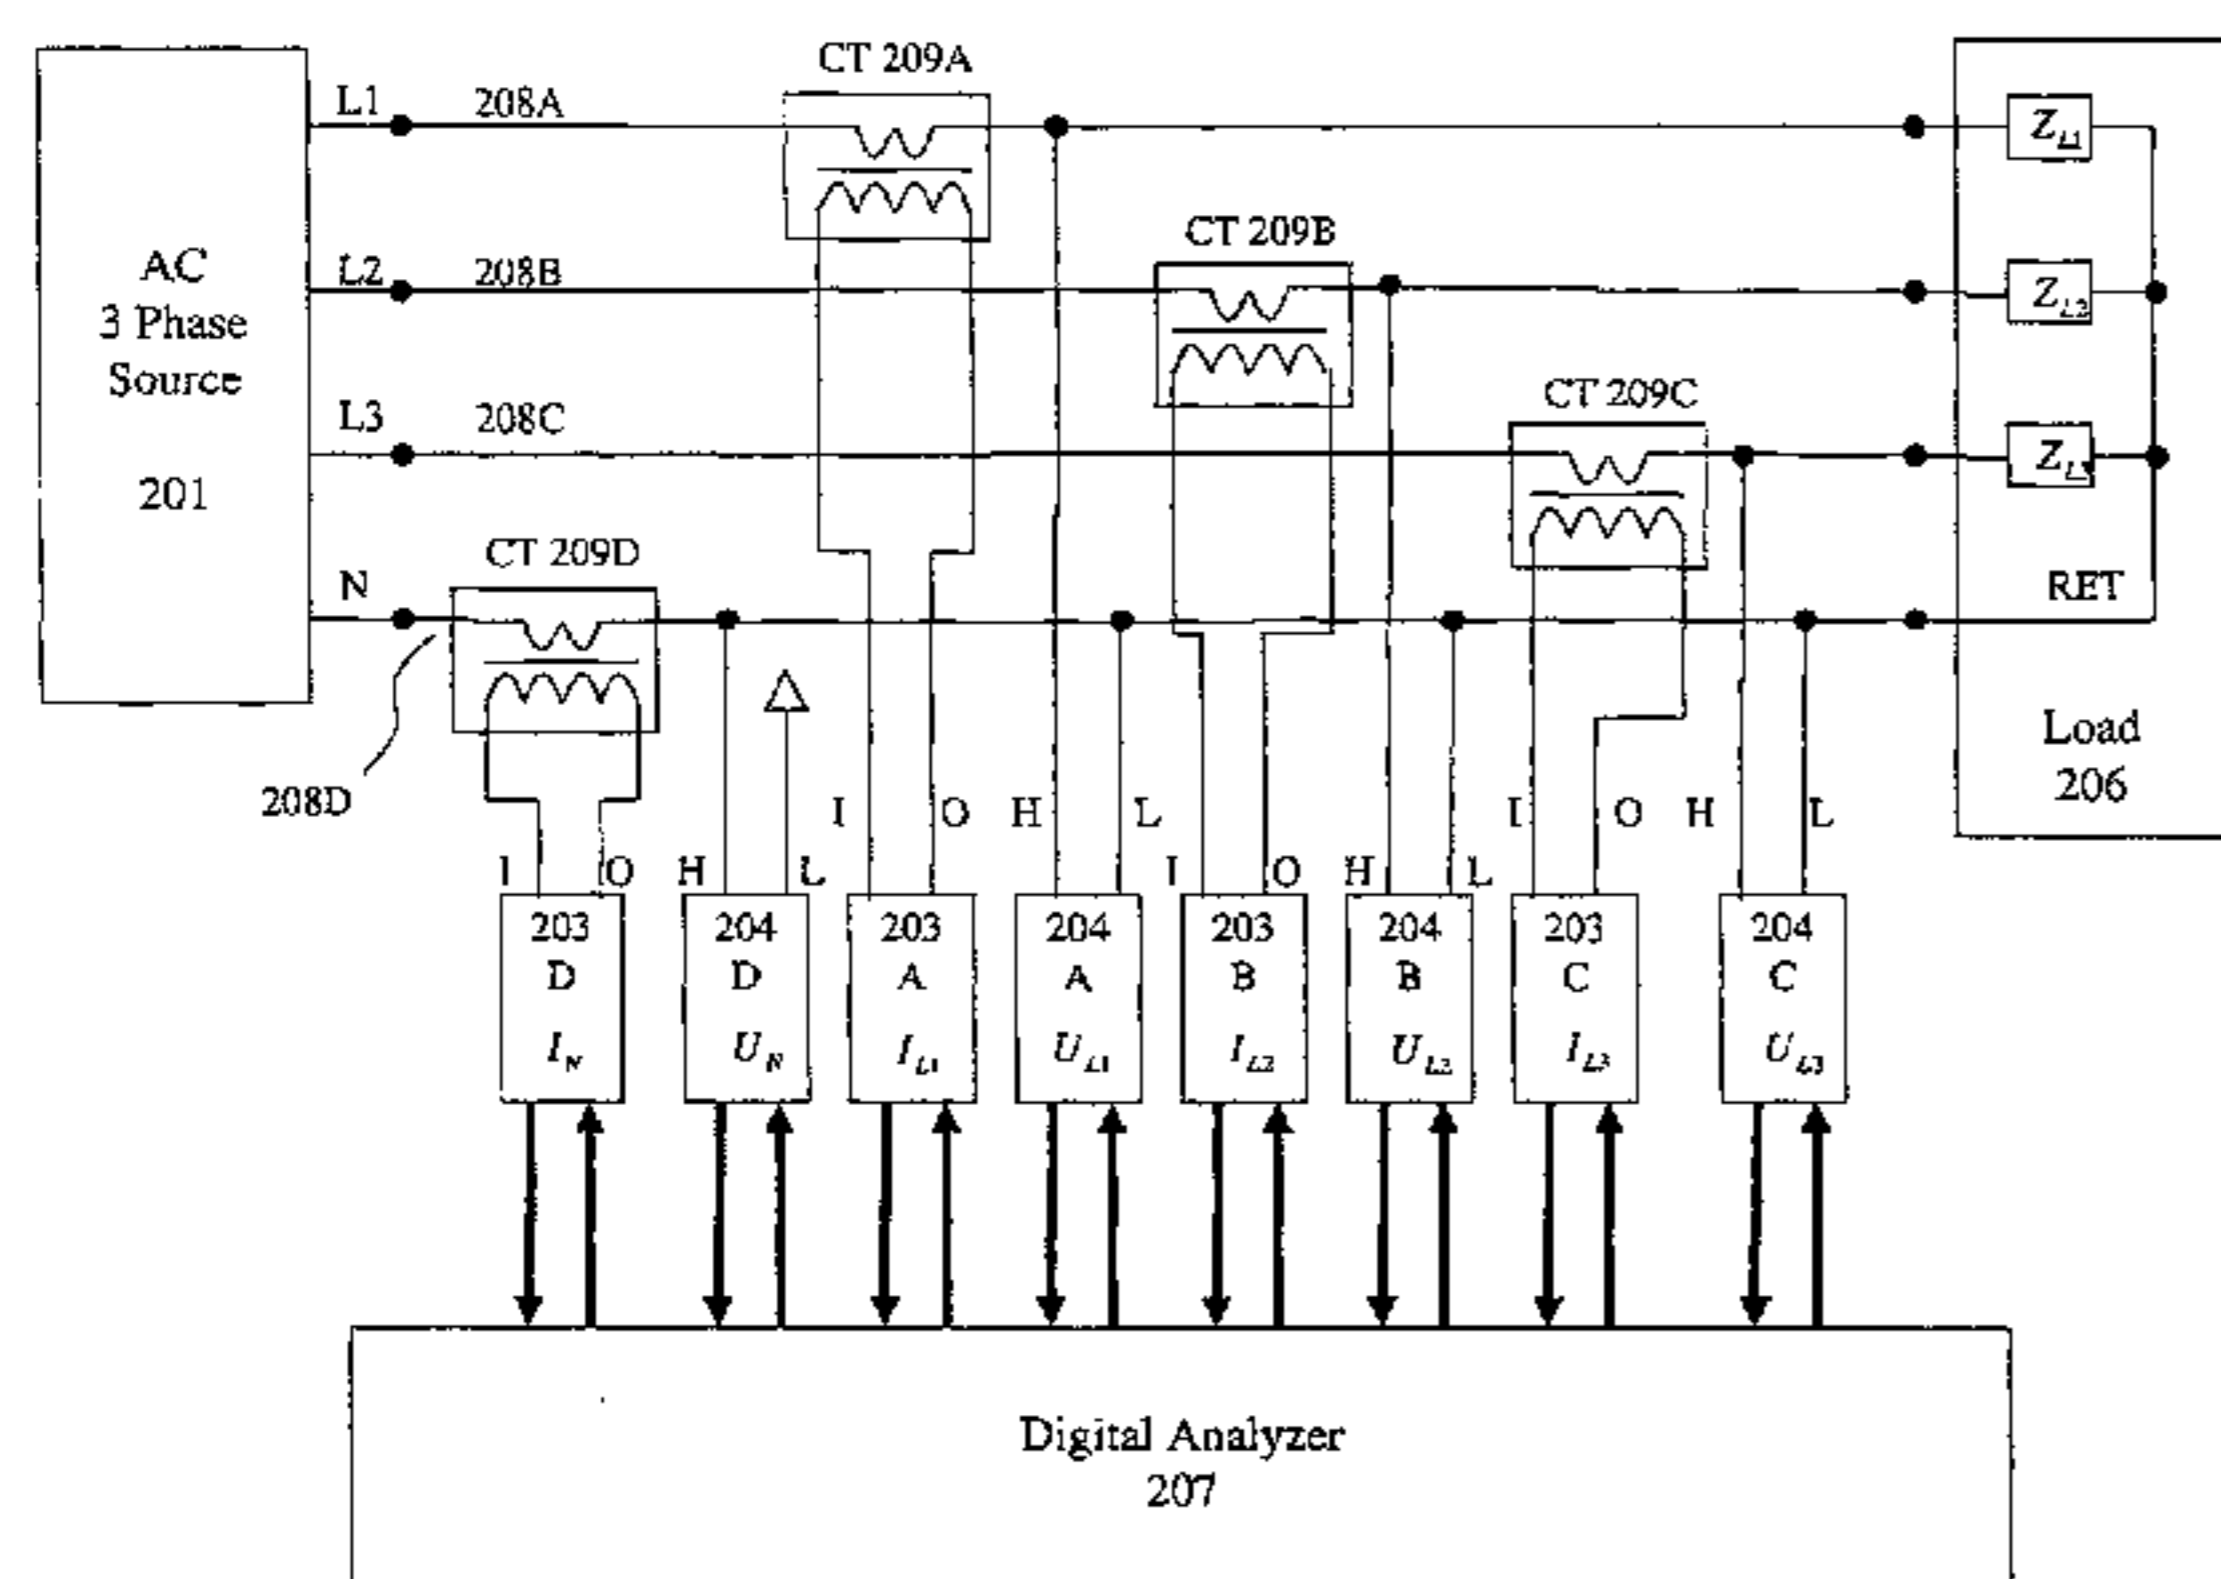 CT 209A
L1
208A
Z_L1
AC
3 Phase
Source
201
L2
208B
CT 209B
Z_L2
L3
208C
CT 209C
N
CT 209D
RET
208D
Load
206
I O H L I O H L I O H L I O H L
203
D
I_N
204
D
U_N
203
A
I_L1
204
A
U_L1
203
B
I_L2
204
B
U_L2
203
C
I_L3
204
C
U_L3
Digital Analyzer
207